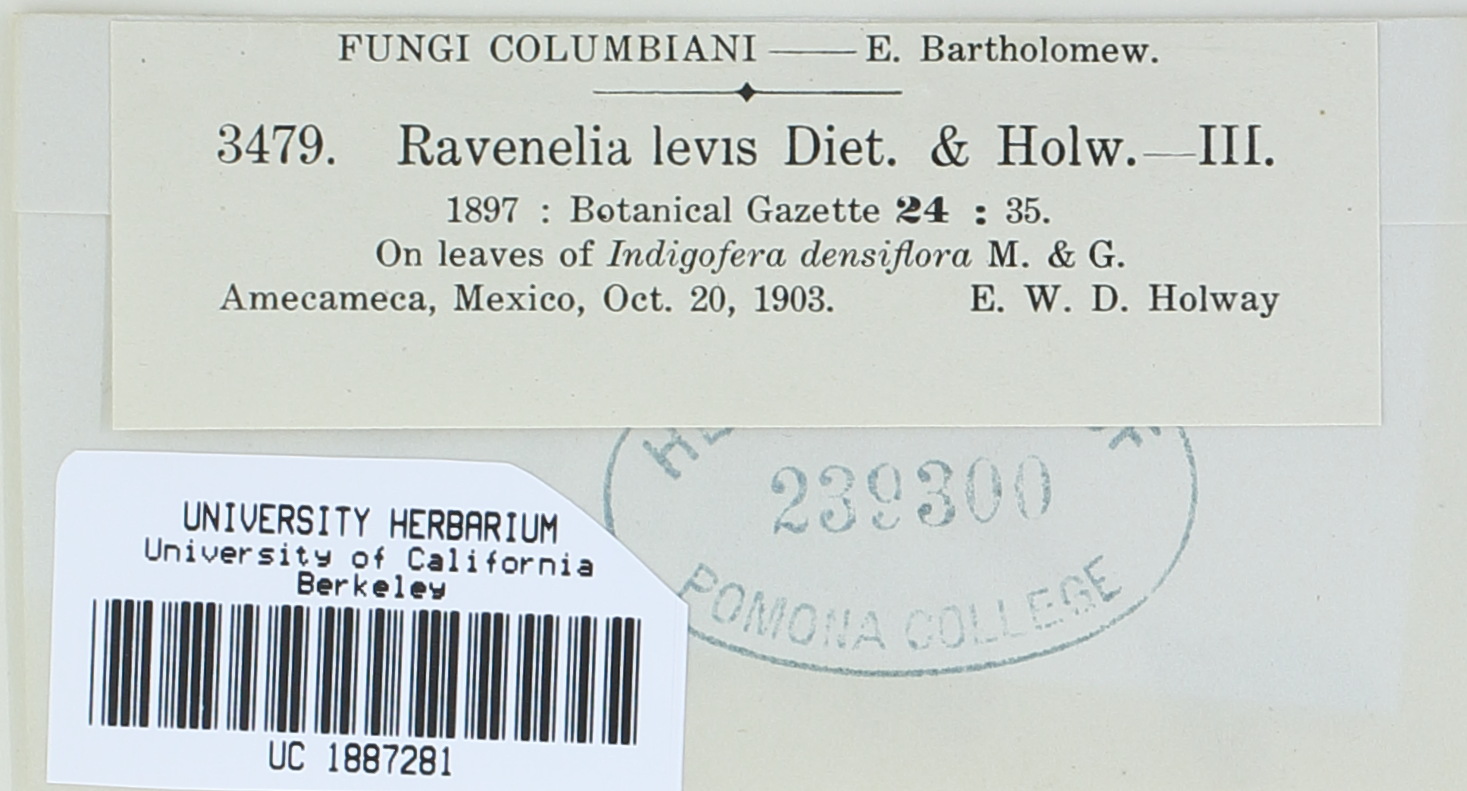 FUNGI COLUMBIANI — E. Bartholomew.
3479. Ravenelia levis Diet. & Holw.—III.
1897 : Botanical Gazette 24 : 35.
On leaves of Indigofera densiflora M. & G.
Amecameca, Mexico, Oct. 20, 1903. E. W. D. Holway
239300
POMONA COLLEGE
UNIVERSITY HERBARIUM
University of California
Berkeley
UC 1887281